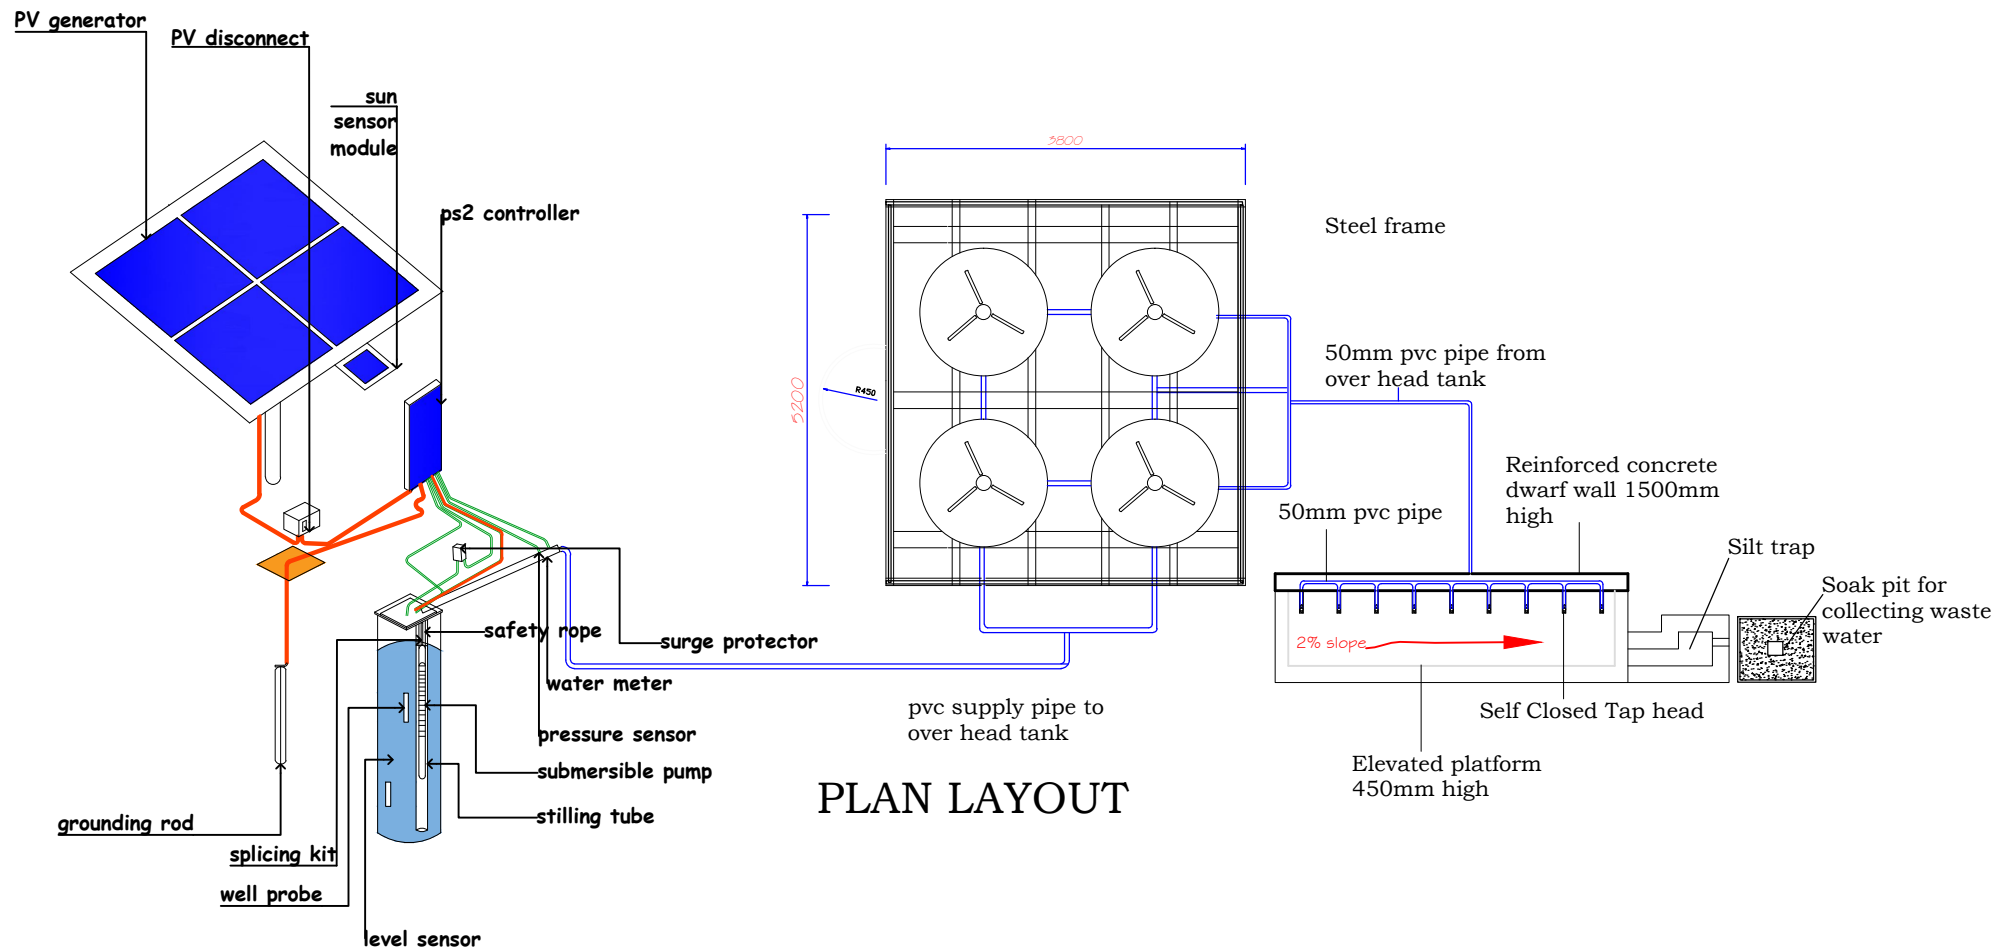 PV generator
PV disconnect
sun
sensor
module
ps2 controller
3800
Steel frame
5200
R450
50mm pvc pipe from
over head tank
Reinforced concrete
dwarf wall 1500mm
high
50mm pvc pipe
Silt trap
Soak pit for
collecting waste
water
2% slope
safety rope
surge protector
water meter
pvc supply pipe to
over head tank
Self Closed Tap head
pressure sensor
submersible pump
Elevated platform
450mm high
PLAN LAYOUT
stilling tube
grounding rod
splicing kit
well probe
level sensor